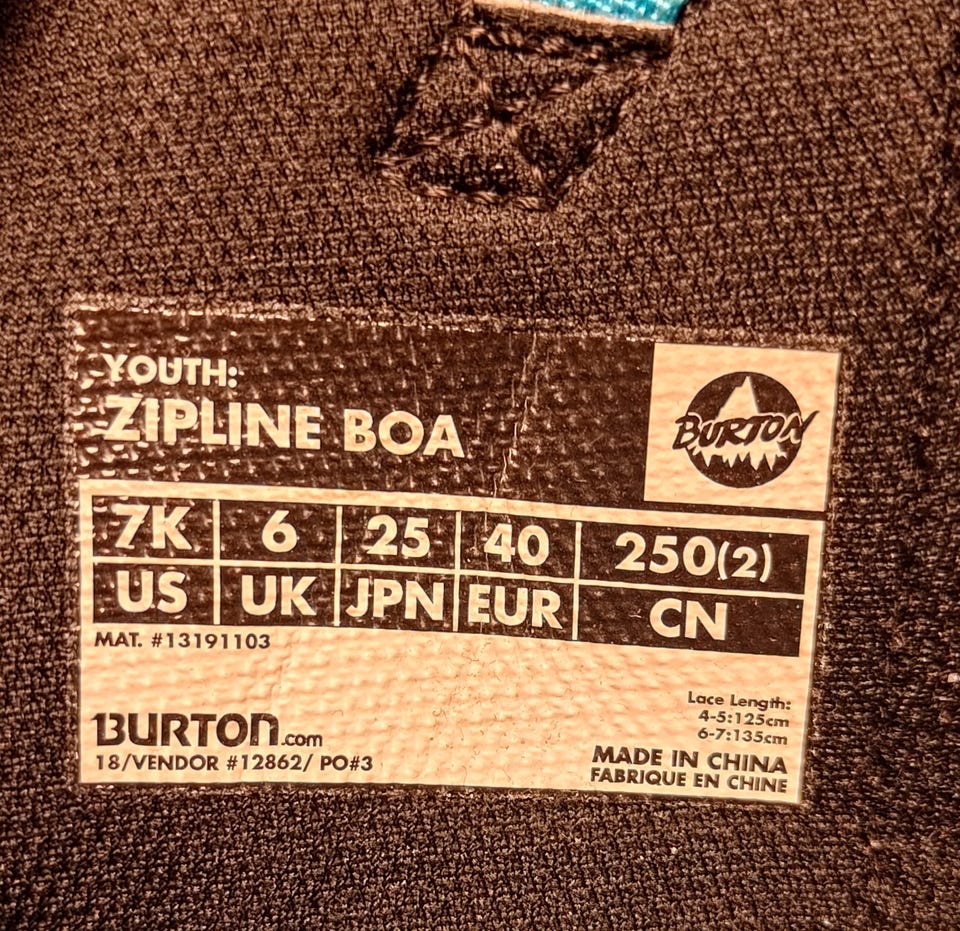 YOUTH:
ZIPLINE BOA
BURTON
7K 6 25 40 250(2)
US UK JPN EUR CN
MAT. #13191103
Lace Length:
4-5:125cm
6-7:135cm
BURTON.com
18/VENDOR #12862/ PO#3
MADE IN CHINA
FABRIQUE EN CHINE